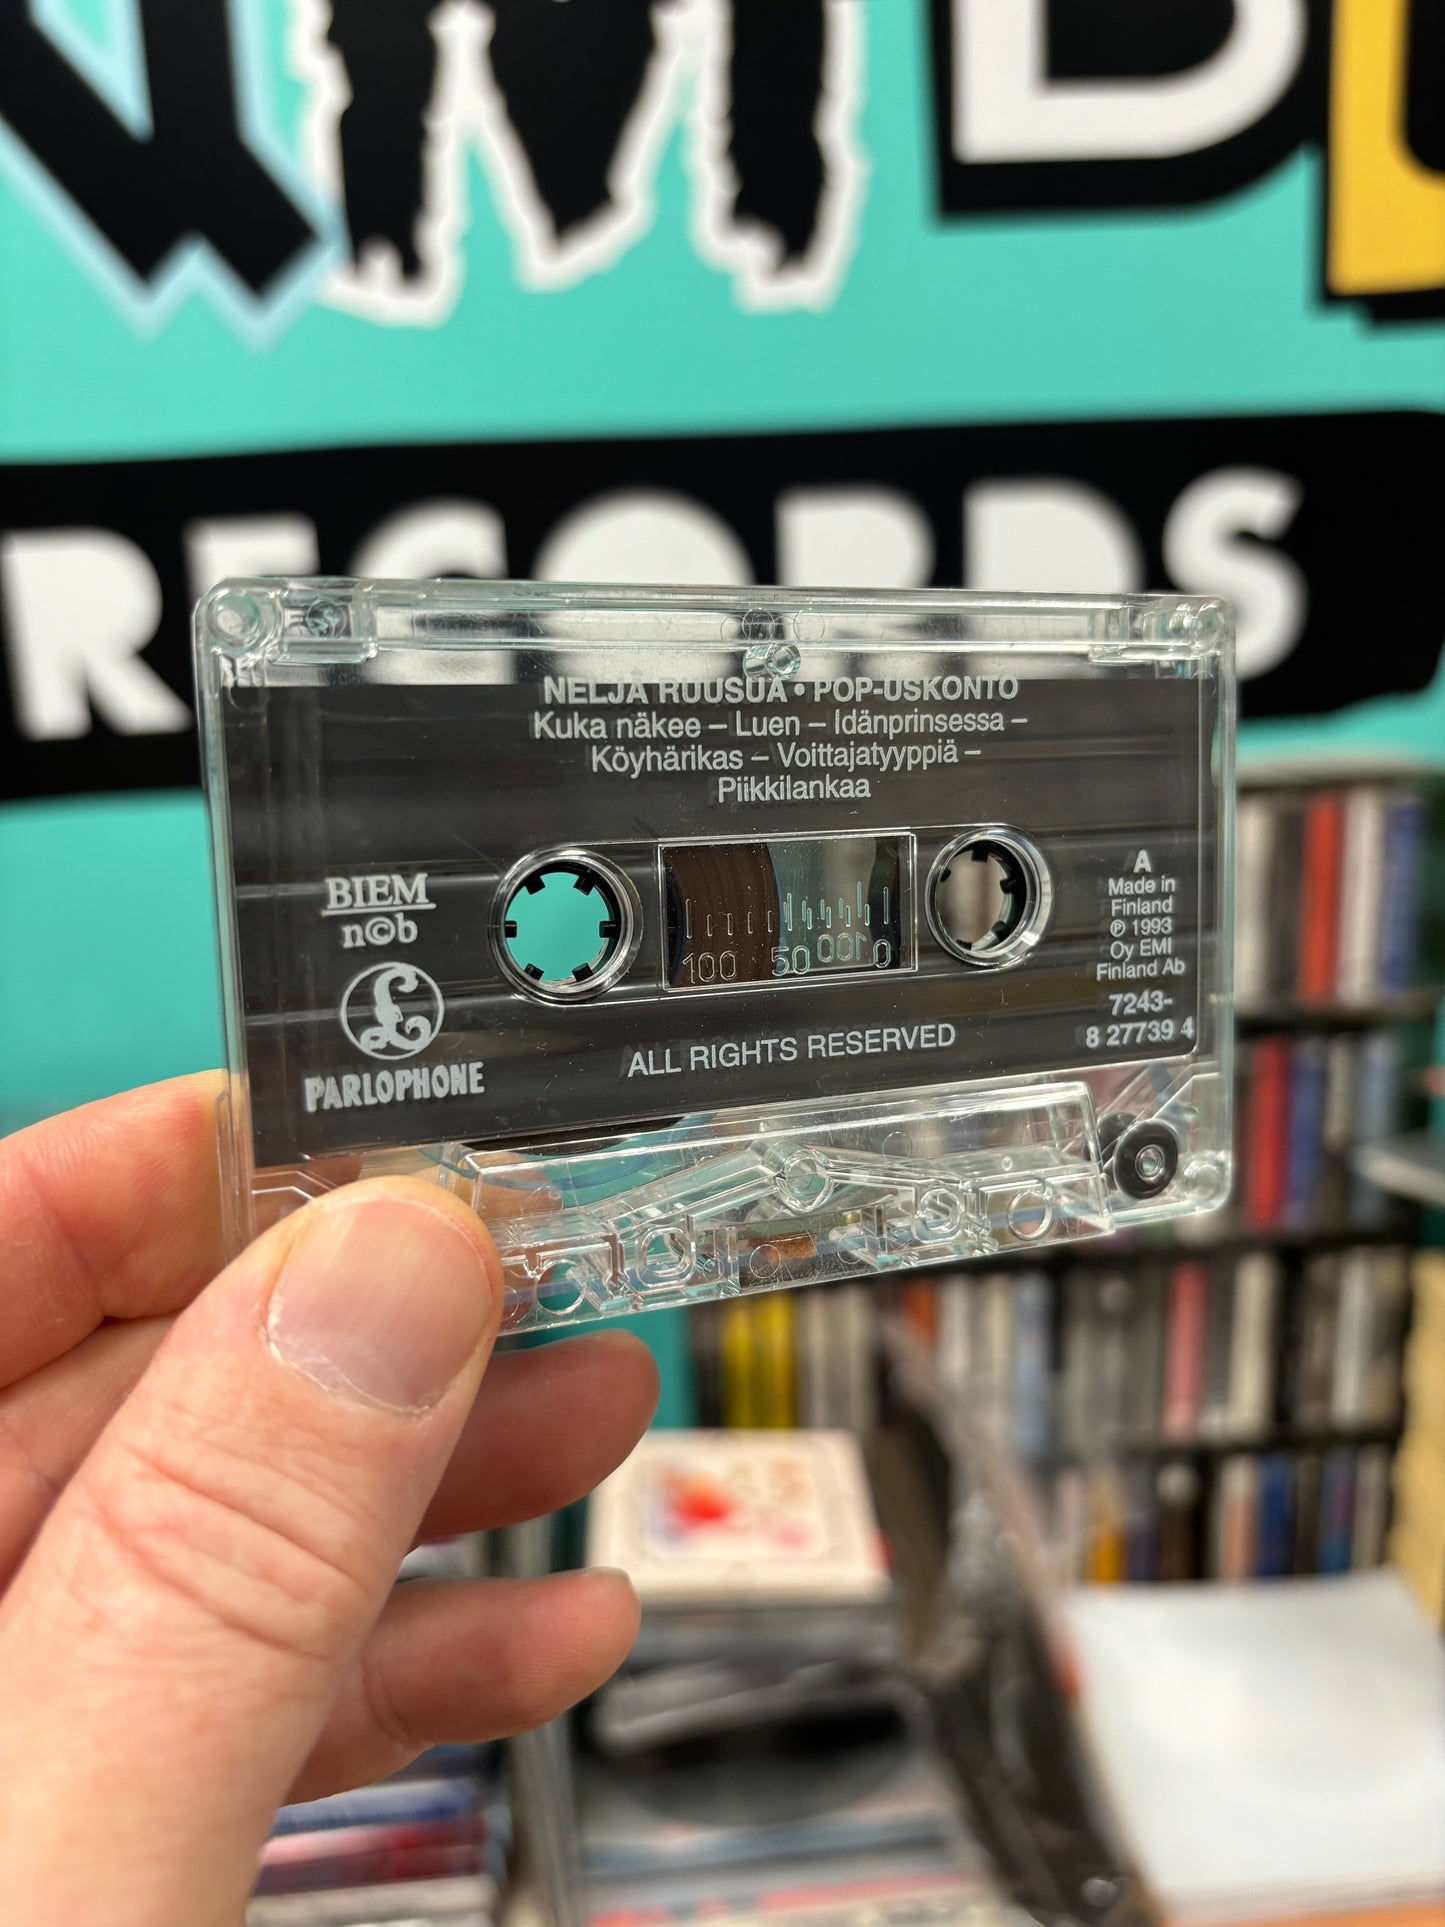 RECORDS
NELJÄ RUUSUA • POP-USKONTO
Kuka näkee – Luen – Idänprinsessa –
Köyhärikas – Voittajatyyppiä –
Piikkilankaa
BIEM
n©b
PARLOPHONE
100 50 100 0
A
Made in
Finland
℗ 1993
Oy EMI
Finland Ab
7243-
8 27739 4
ALL RIGHTS RESERVED